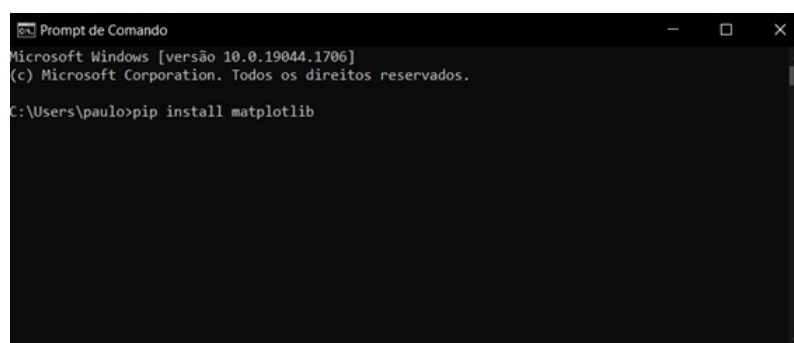 Prompt de Comando
Microsoft Windows [versão 10.0.19044.1706]
(c) Microsoft Corporation. Todos os direitos reservados.
C:\Users\paulo>pip install matplotlib